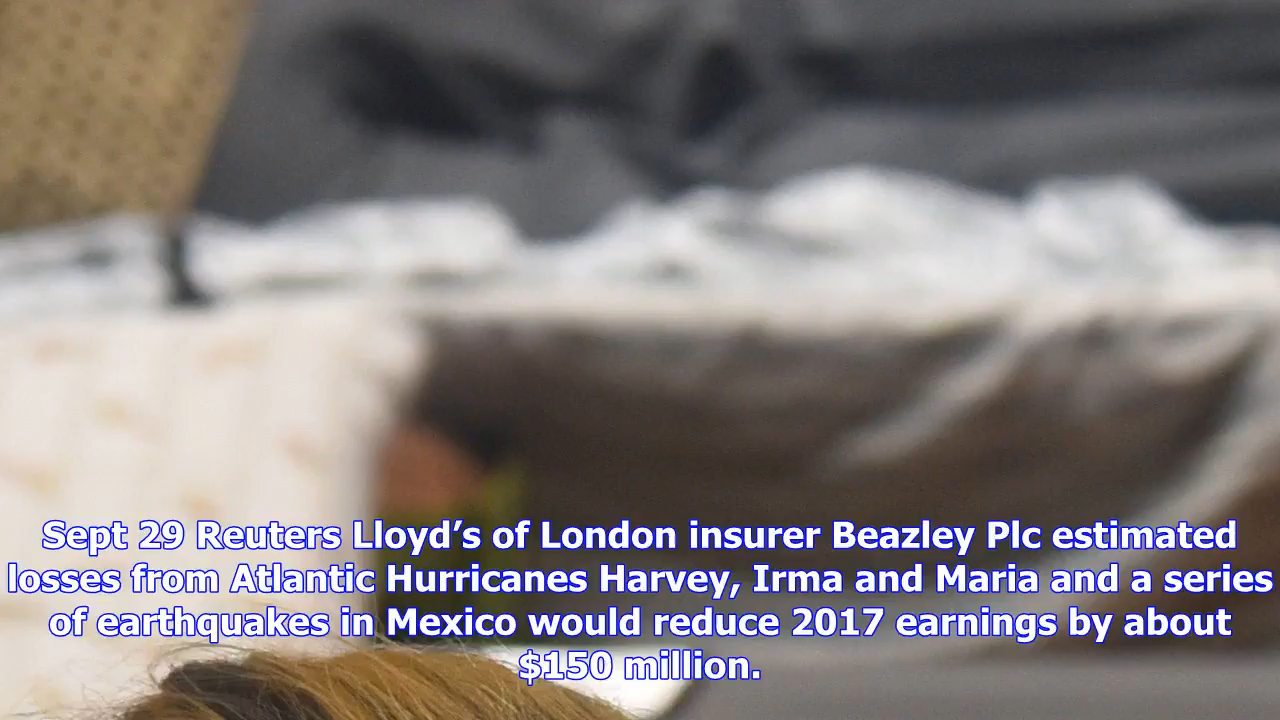 Sept 29 Reuters Lloyd’s of London insurer Beazley Plc estimated
losses from Atlantic Hurricanes Harvey, Irma and Maria and a series
of earthquakes in Mexico would reduce 2017 earnings by about
$150 million.